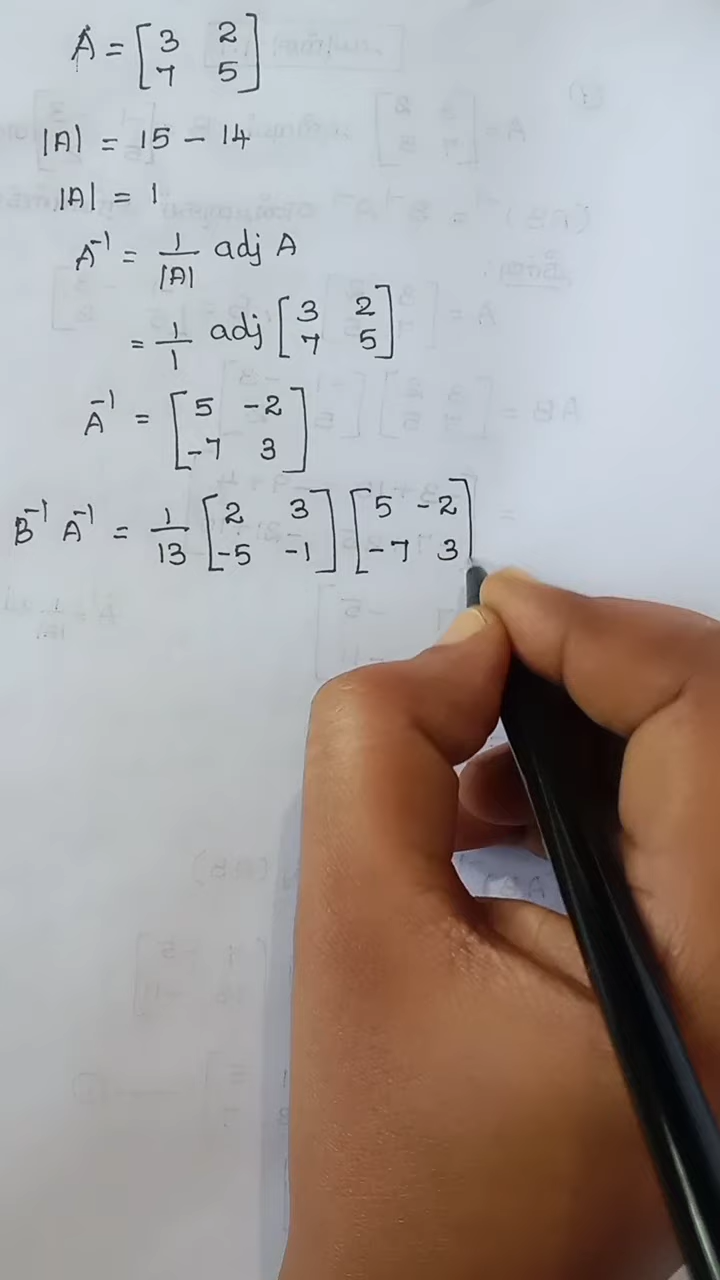 A = [3 2
7 5]
|A| = 15 - 14
|A| = 1
A⁻¹ = 1/|A| adj A
= 1/1 adj [3 2
7 5]
A⁻¹ = [5 -2
-7 3]
B⁻¹ A⁻¹ = 1/13 [2 3
-5 -1] [5 -2
-7 3]